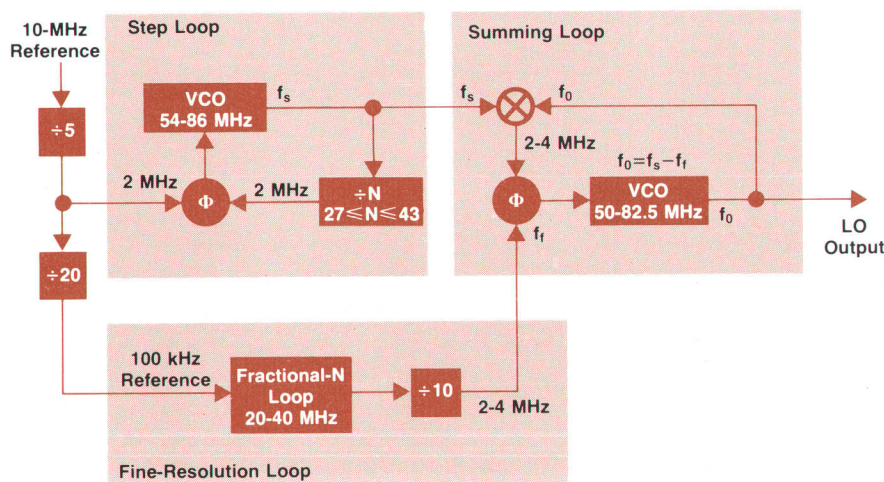 10-MHz
Reference
÷5
÷20
Step Loop
VCO
54-86 MHz
fs
2 MHz
Φ
2 MHz
÷N
27≤N≤43
Summing Loop
fs
f0
2-4 MHz
f0=fs−ff
Φ
VCO
50-82.5 MHz
f0
ff
LO
Output
100 kHz
Reference
Fractional-N
Loop
20-40 MHz
÷10
2-4 MHz
Fine-Resolution Loop